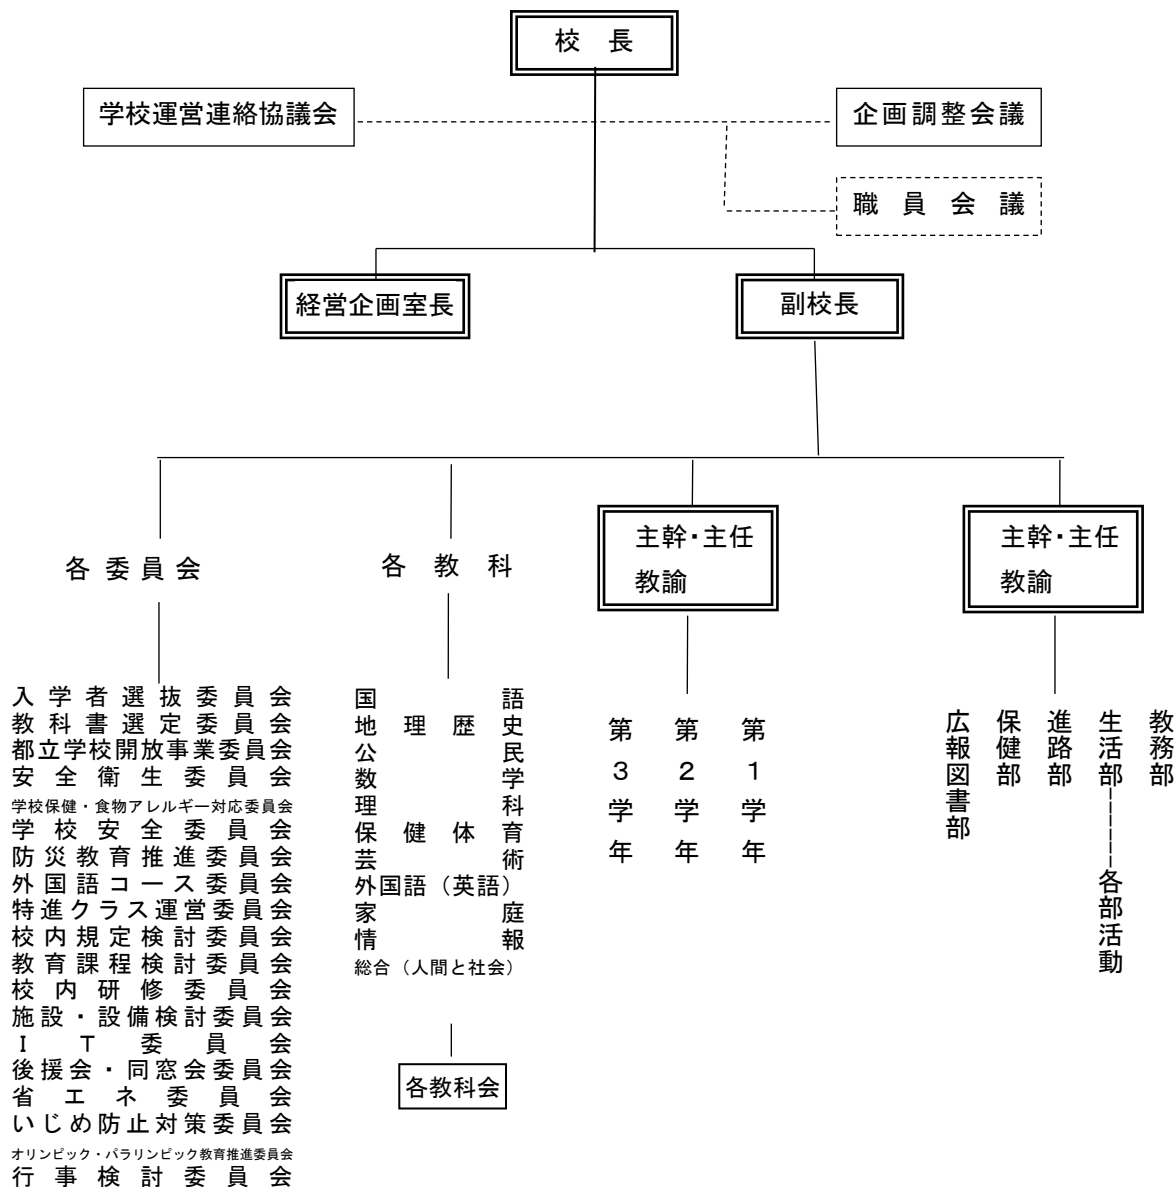 校 長
学校運営連絡協議会
企画調整会議
職 員 会 議
経営企画室長
副校長
各委員会
各 教 科
主幹・主任
教諭
主幹・主任
教諭
入学者選抜委員会
教科書選定委員会
都立学校開放事業委員会
安全衛生委員会
学校保健・食物アレルギー対応委員会
学校安全委員会
防災教育推進委員会
外国語コース委員会
特進クラス運営委員会
校内規定検討委員会
教育課程検討委員会
校内研修委員会
施設・設備検討委員会
ＩＴ委員会
後援会・同窓会委員会
省エネ委員会
いじめ防止対策委員会
オリンピック・パラリンピック教育推進委員会
行事検討委員会
国語
地理歴史
公民
数学
理科
保健体育
芸術
外国語（英語）
家庭
情報
総合（人間と社会）
各教科会
第１学年
第２学年
第３学年
教務部
生活部
各部活動
進路部
保健部
広報図書部